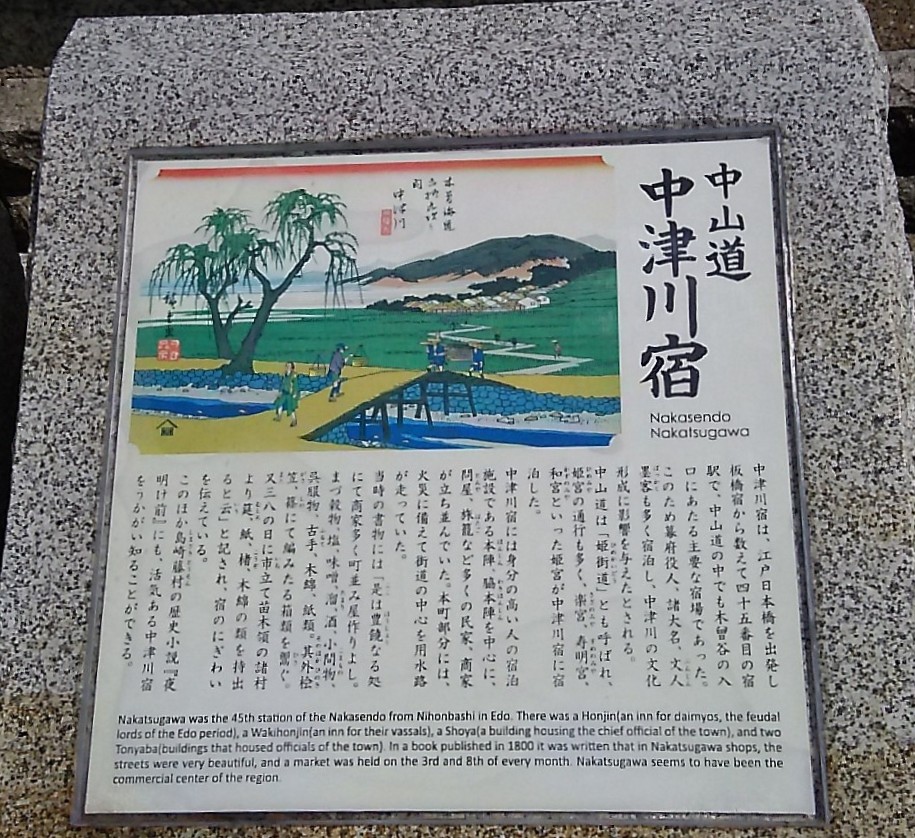 中山道
中津川宿
Nakasendo
Nakatsugawa
木曽海道
六拾九次之
内
中津川
中津川宿は、江戸日本橋を出発し
板橋宿から数えて四十五番目の宿
駅で、中山道の中でも木曽谷の入
口にあたる主要な宿場であった。
このため幕府役人、諸大名、文人
墨客も多く宿泊し、中津川の文化
形成に影響を与えたとされる。
中山道は「姫街道」とも呼ばれ、
姫宮の通行も多く、楽宮、寿明宮、
和宮といった姫宮が中津川宿に宿
泊した。
中津川宿には身分の高い人の宿泊
施設である本陣、脇本陣を中心に、
問屋、旅籠など多くの民家、商家
が立ち並んでいた。本町部分には、
火災に備えて街道の中心を用水路
が走っていた。
当時の書物には「是は豊饒なる処
にて商家多く町並み屋作りよし。
まづ穀物、塩、味噌、溜、酒、小間物、
呉服物、古手、木綿、紙類。其外桧
笠、籠にて編みたる箱類を鬻ぐ。
又三八の日に市立て苗木領の諸村
より莚、紙、楮、木綿の類を持出
ると云」と記され、宿のにぎわい
を伝えている。
このほか島崎藤村の歴史小説『夜
明け前』にも、活気ある中津川宿
をうかがい知ることができる。
Nakatsugawa was the 45th station of the Nakasendo from Nihonbashi in Edo. There was a Honjin(an inn for daimyos, the feudal
lords of the Edo period), a Wakihonjin(an inn for their vassals), a Shoya(a building housing the chief official of the town), and two
Tonyaba(buildings that housed officials of the town). In a book published in 1800 it was written that in Nakatsugawa shops, the
streets were very beautiful, and a market was held on the 3rd and 8th of every month. Nakatsugawa seems to have been the
commercial center of the region.